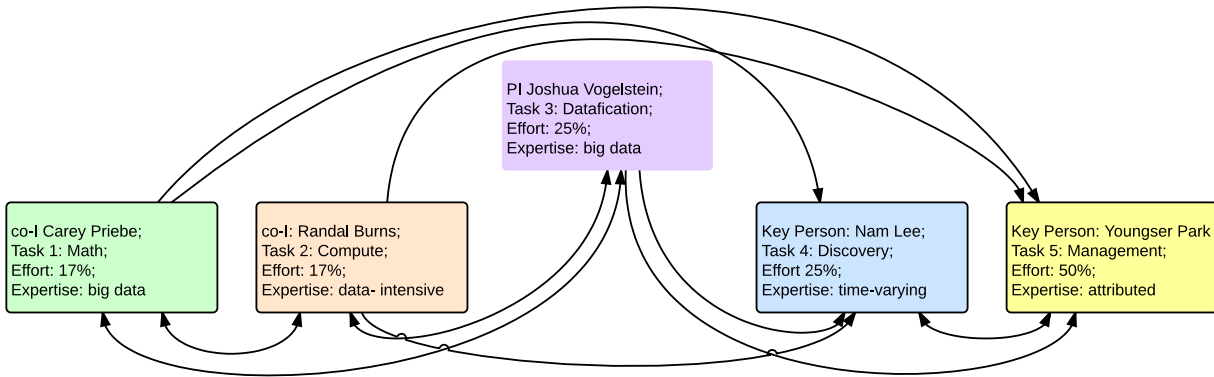 PI Joshua Vogelstein;
Task 3: Datafication;
Effort: 25%;
Expertise: big data
co-I Carey Priebe;
Task 1: Math;
Effort: 17%;
Expertise: big data
co-I: Randal Burns;
Task 2: Compute;
Effort: 17%;
Expertise: data- intensive
Key Person: Nam Lee;
Task 4: Discovery;
Effort 25%;
Expertise: time-varying
Key Person: Youngser Park
Task 5: Management;
Effort: 50%;
Expertise: attributed